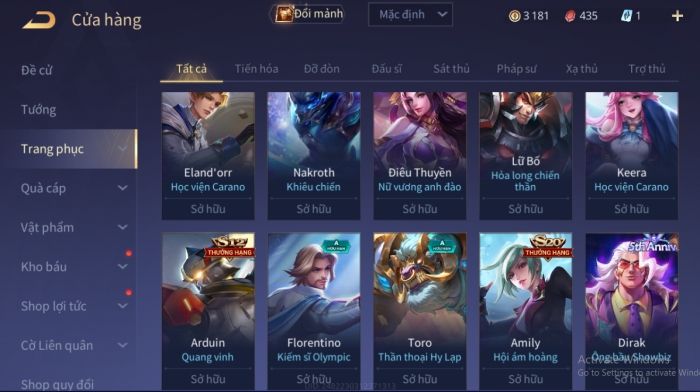 Cửa hàng
Đổi mảnh
Mặc định
3 181
435
1
Đề cử
Tướng
Trang phục
Quà cáp
Vật phẩm
Kho báu
Shop lợi tức
Cờ Liên quân
Shop quy đổi
Tất cả
Tiến hóa
Đỡ đòn
Đấu sĩ
Sát thủ
Pháp sư
Xạ thủ
Trợ thủ
Eland'orr
Học viện Carano
Sở hữu
Nakroth
Khiêu chiến
Sở hữu
Điêu Thuyền
Nữ vương anh đào
Sở hữu
Lữ Bố
Hỏa long chiến
thần
Sở hữu
Keera
Học viện Carano
Sở hữu
S12
THƯỞNG HẠNG
Arduin
Quang vinh
Sở hữu
A
HỮU HẠN
Florentino
Kiếm sĩ Olympic
Sở hữu
A
HỮU HẠN
Toro
Thần thoại Hy Lạp
Sở hữu
S20
THƯỞNG HẠNG
Amily
Hội ám hoàng
Sở hữu
5th Anniv
Dirak
Ông bầu Showbiz
Sở hữu
Activate Windows
Go to Settings to activate Wind